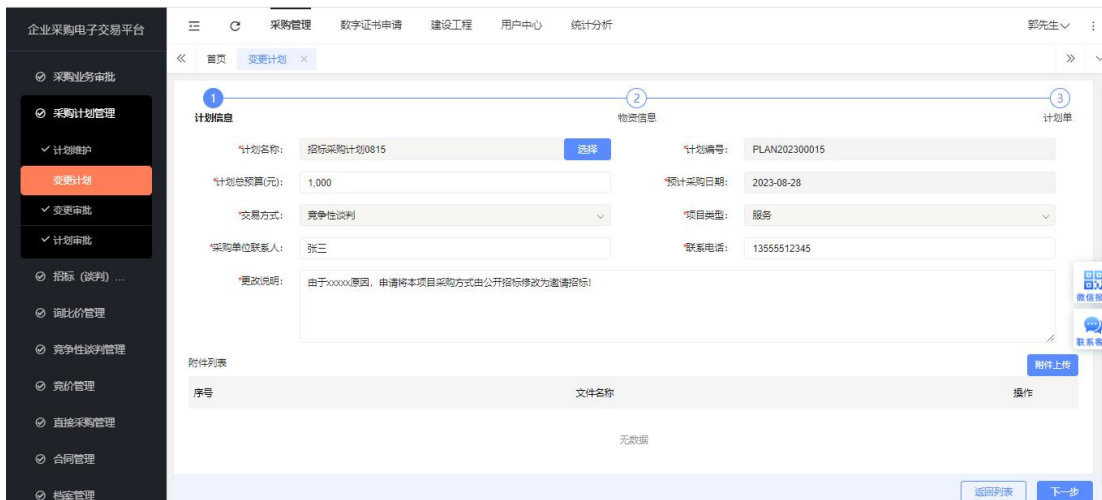 企业采购电子交易平台
采购管理 数字证书申请 建设工程 用户中心 统计分析 郭先生
首页 变更计划 ×
采购业务审批
采购计划管理
计划维护
变更计划
变更审批
计划审批
招标（谈判）...
询比价管理
竞争性谈判管理
竞价管理
直接采购管理
合同管理
档案管理
1 2 3
计划信息 物资信息 计划单
*计划名称: 招标采购计划0815 选择 *计划编号: PLAN202300015
*计划总预算(元): 1,000 *预计采购日期: 2023-08-28
*交易方式: 竞争性谈判 *项目类型: 服务
*采购单位联系人: 张三 *联系电话: 13555512345
*更改说明: 由于xxxxx原因，申请将本项目采购方式由公开招标修改为邀请招标!
微信
联系客
附件列表 附件上传
序号 文件名称 操作
无数据
返回列表 下一步